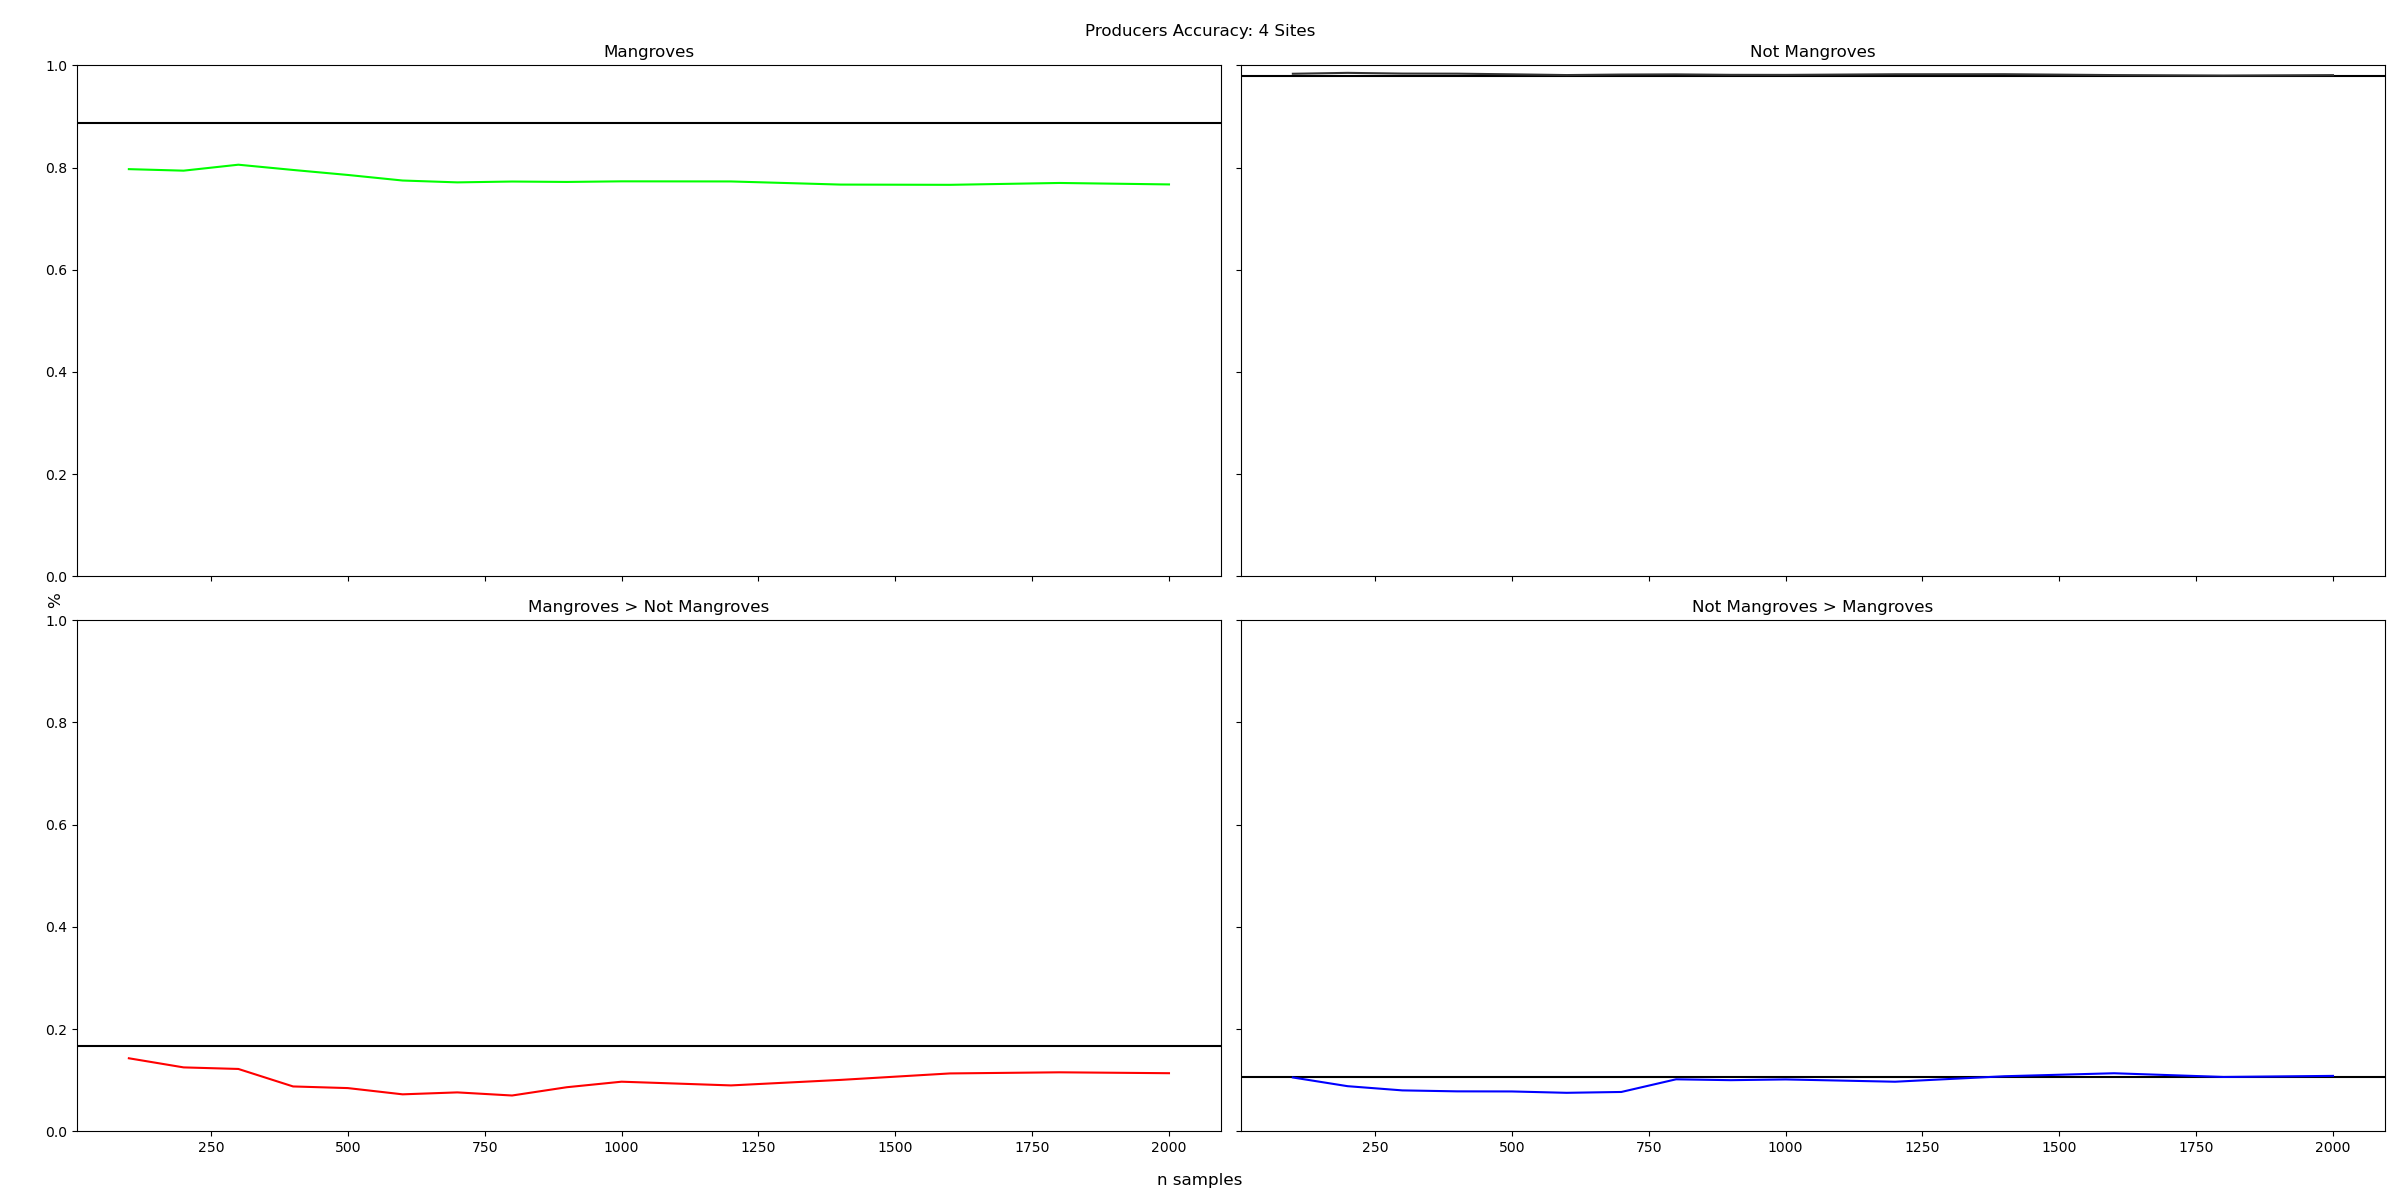 Producers Accuracy: 4 Sites
Mangroves
Not Mangroves
1.0
0.8
0.6
0.4
0.2
0.0
%
Mangroves > Not Mangroves
Not Mangroves > Mangroves
1.0
0.8
0.6
0.4
0.2
0.0
250 500 750 1000 1250 1500 1750 2000
250 500 750 1000 1250 1500 1750 2000
n samples